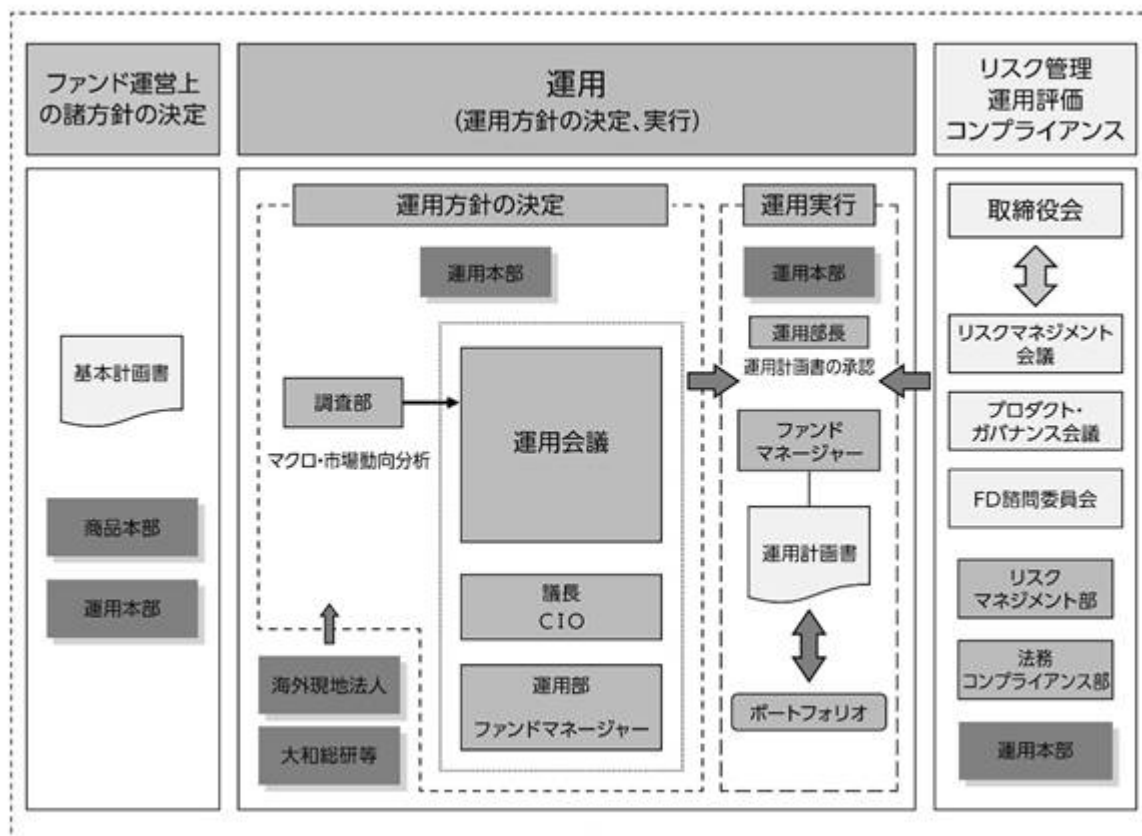 ファンド運営上
の諸方針の決定
運用
(運用方針の決定、実行)
リスク管理
運用評価
コンプライアンス
基本計画書
商品本部
運用本部
運用方針の決定
運用本部
調査部
マクロ・市場動向分析
運用会議
議長
CIO
運用部
ファンドマネージャー
海外現地法人
大和総研等
運用実行
運用本部
運用部長
運用計画書の承認
ファンド
マネージャー
運用計画書
ポートフォリオ
取締役会
リスクマネジメント
会議
プロダクト・
ガバナンス会議
FD諮問委員会
リスク
マネジメント部
法務
コンプライアンス部
運用本部